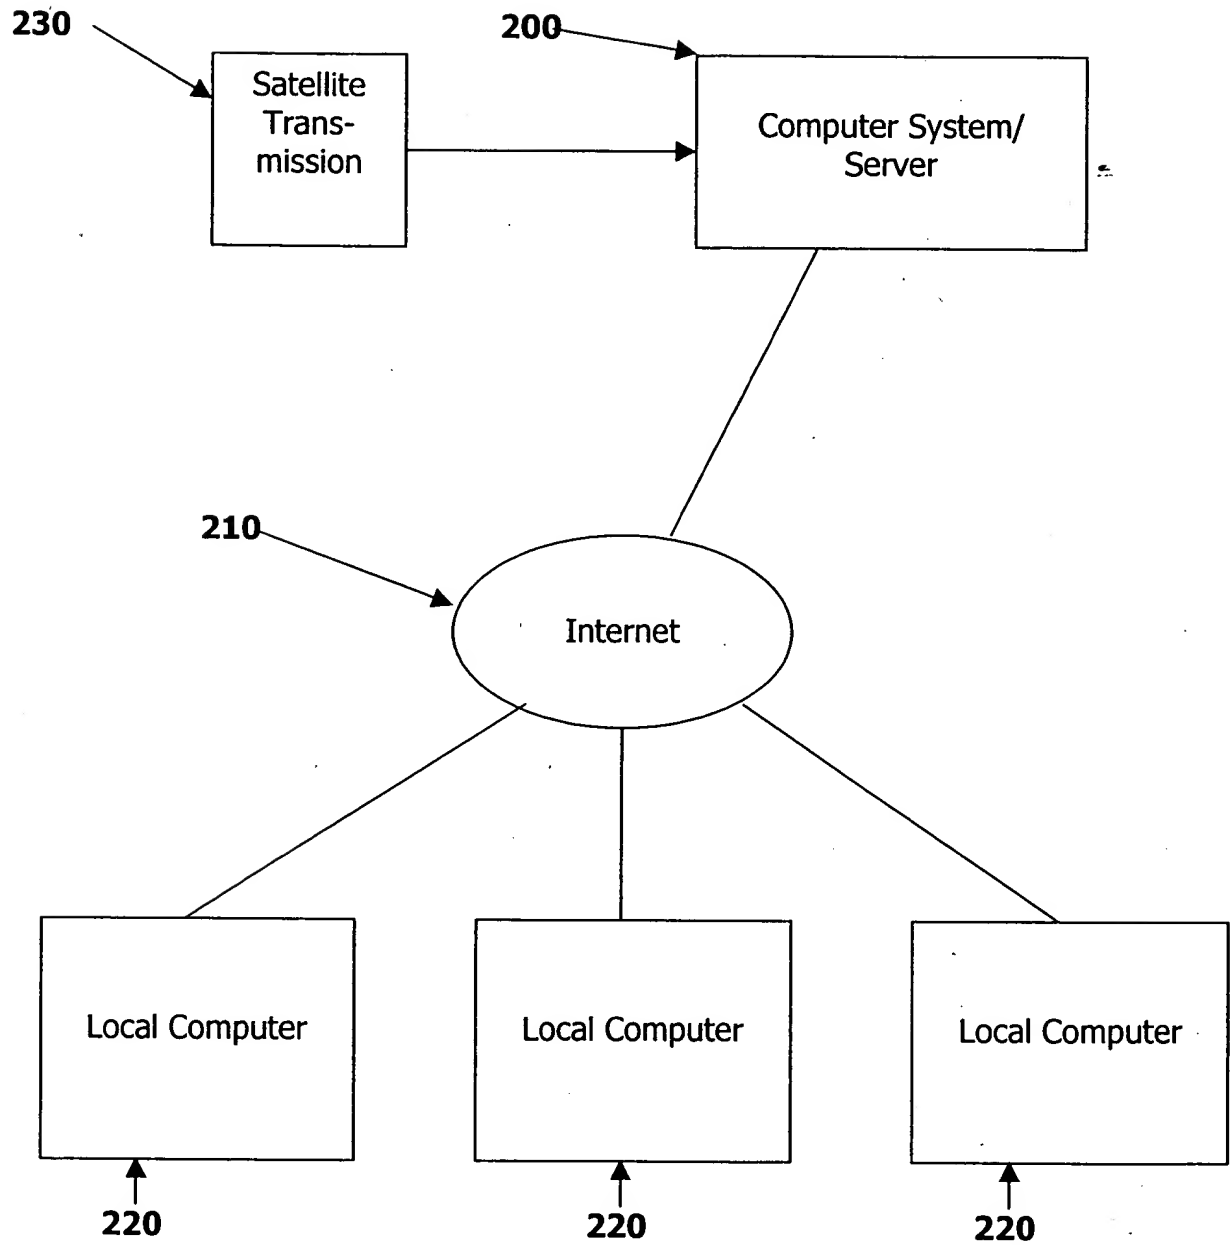 230
200
Satellite
Trans-
mission
Computer System/
Server
210
Internet
Local Computer
Local Computer
Local Computer
220
220
220